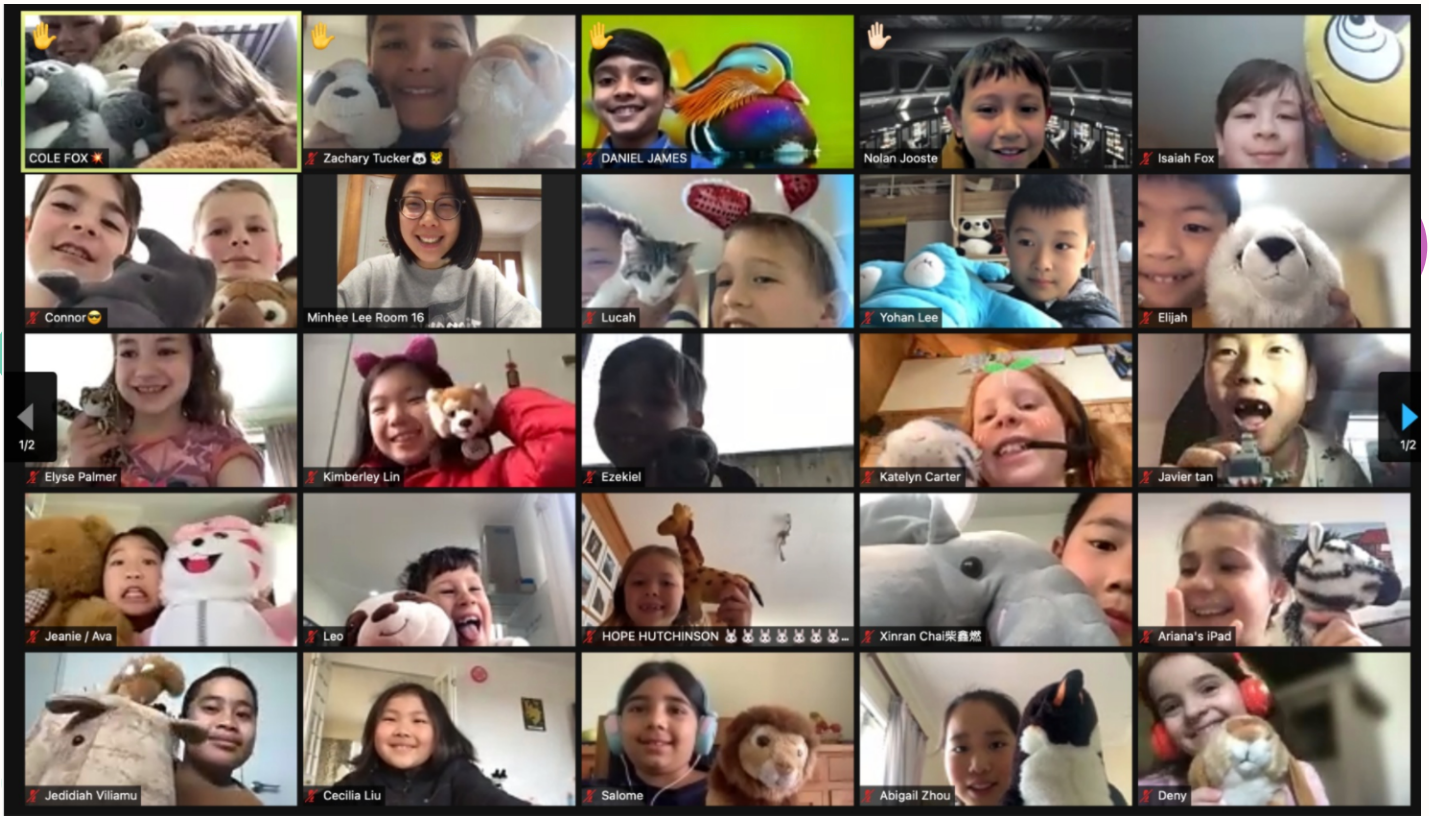 COLE FOX💥
Zachary Tucker🐼 🐯
DANIEL JAMES
Nolan Jooste
Isaiah Fox
Connor😎
Minhee Lee Room 16
Lucah
Yohan Lee
Elijah
1/2
Elyse Palmer
Kimberley Lin
Ezekiel
Katelyn Carter
Javier tan
1/2
Jeanie / Ava
Leo
HOPE HUTCHINSON 🐰🐰🐰🐰🐰🐰🐰...
Xinran Chai柴鑫燃
Ariana's iPad
Jedidiah Viliamu
Cecilia Liu
Salome
Abigail Zhou
Deny